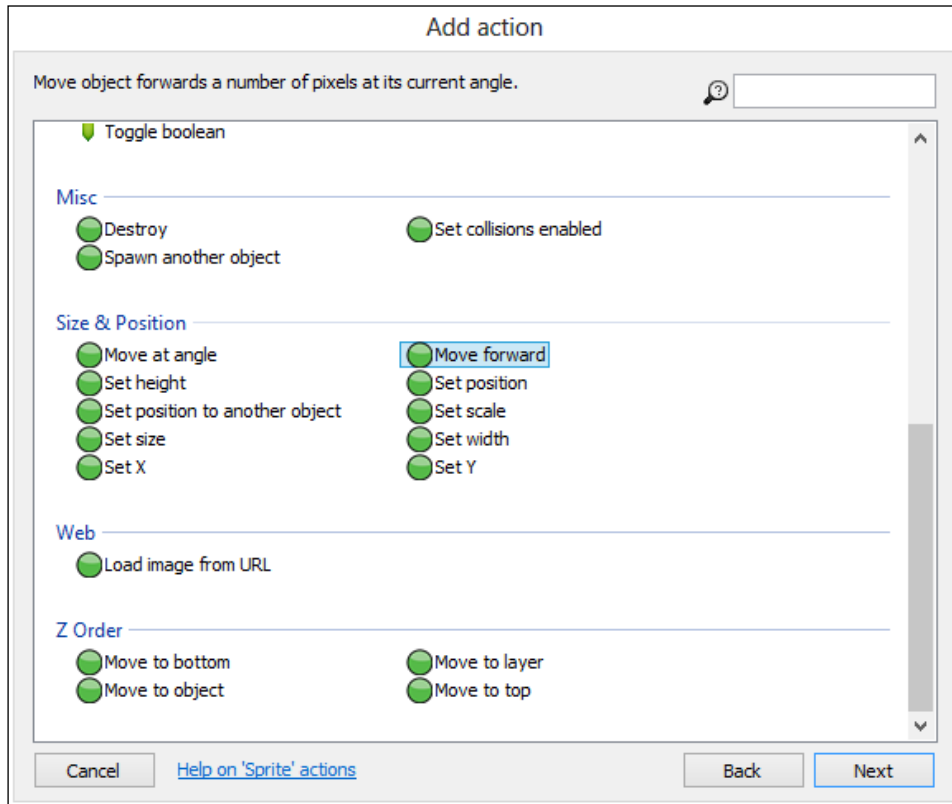 Add action
Move object forwards a number of pixels at its current angle.
Toggle boolean
Misc
Destroy
Set collisions enabled
Spawn another object
Size & Position
Move at angle
Move forward
Set height
Set position
Set position to another object
Set scale
Set size
Set width
Set X
Set Y
Web
Load image from URL
Z Order
Move to bottom
Move to layer
Move to object
Move to top
Cancel
Help on 'Sprite' actions
Back
Next